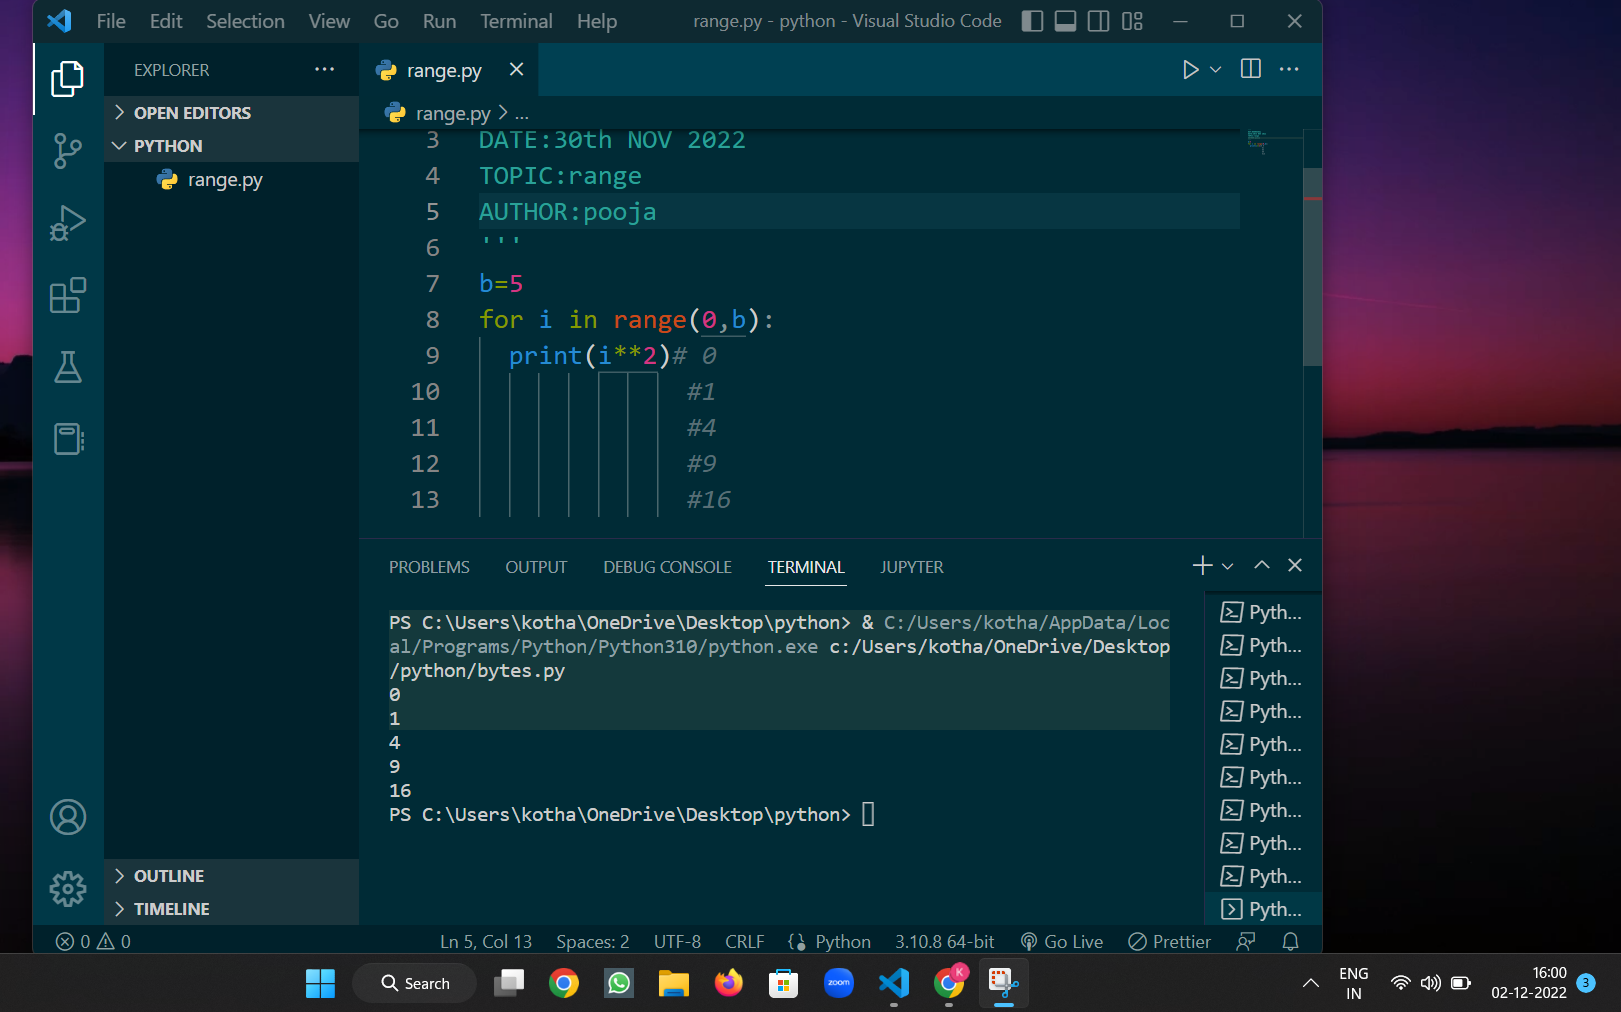 File Edit Selection View Go Run Terminal Help
range.py - python - Visual Studio Code
EXPLORER
OPEN EDITORS
PYTHON
range.py
OUTLINE
TIMELINE
range.py
range.py > ...
3 DATE:30th NOV 2022
4 TOPIC:range
5 AUTHOR:pooja
6 '''
7 b=5
8 for i in range(0,b):
9 print(i**2)# 0
10 #1
11 #4
12 #9
13 #16
PROBLEMS OUTPUT DEBUG CONSOLE TERMINAL JUPYTER
PS C:\Users\kotha\OneDrive\Desktop\python> & C:/Users/kotha/AppData/Loc
al/Programs/Python/Python310/python.exe c:/Users/kotha/OneDrive/Desktop
/python/bytes.py
0
1
4
9
16
PS C:\Users\kotha\OneDrive\Desktop\python>
Pyth...
Pyth...
Pyth...
Pyth...
Pyth...
Pyth...
Pyth...
Pyth...
Pyth...
Pyth...
0 0 Ln 5, Col 13 Spaces: 2 UTF-8 CRLF Python 3.10.8 64-bit Go Live Prettier
Search
zoom
K
ENG
IN
16:00
02-12-2022
3